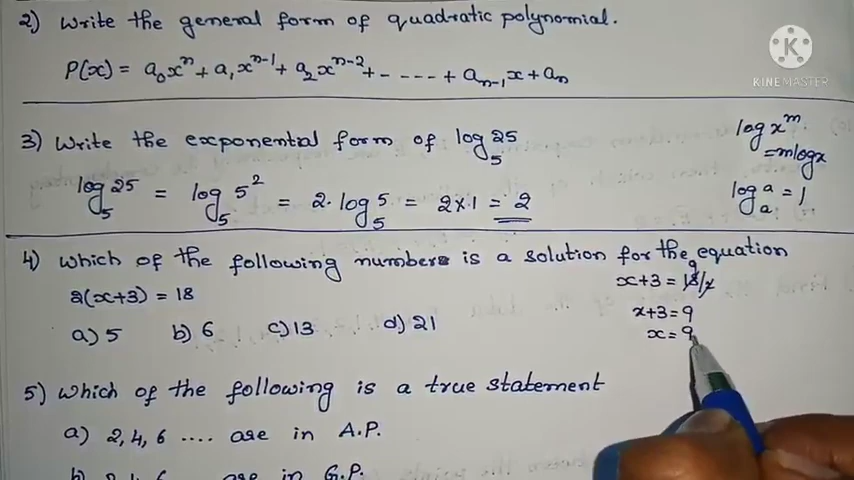 2) Write the general form of quadratic polynomial.
P(x) = a₀xⁿ + a₁xⁿ⁻¹ + a₂xⁿ⁻² + - - - - + aₙ₋₁x + aₙ
KINEMASTER
3) Write the exponential form of log₅25
log₅25 = log₅5² = 2·log₅5 = 2×1 = 2
log xᵐ
= mlogx
logₐa = 1
4) Which of the following numbers is a solution for the equation
2(x+3) = 18
a) 5 b) 6 c) 13 d) 21
x+3 = 18/2 9
x+3 = 9
x = 9
5) Which of the following is a true statement
a) 2, 4, 6 .... are in A.P.
are in G.P.